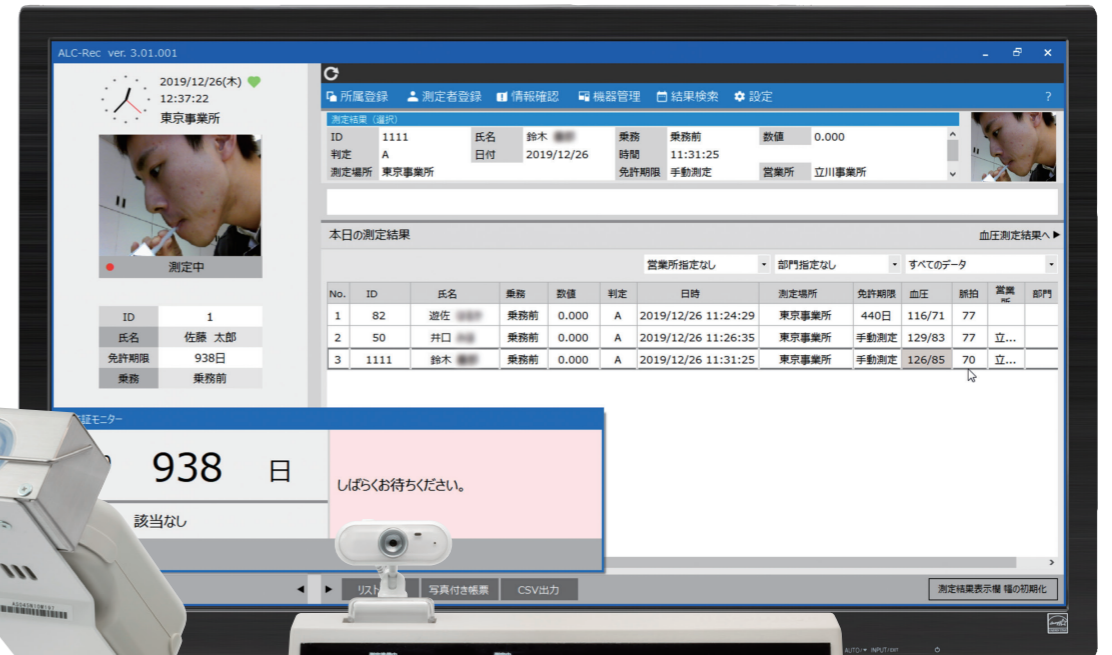 ALC-Rec ver. 3.01.001
2019/12/26(木)
12:37:22
東京事業所
測定中
ID 1
氏名 佐藤 太郎
免許期限 938日
乗務 乗務前
所属登録 測定者登録 情報確認 機器管理 結果検索 設定 ?
測定結果（選択）
ID 1111 氏名 鈴木 乗務 乗務前 数値 0.000
判定 A 日付 2019/12/26 時間 11:31:25
測定場所 東京事業所 免許期限 手動測定 営業所 立川事業所
本日の測定結果 血圧測定結果へ▶
営業所指定なし 部門指定なし すべてのデータ
No. ID 氏名 乗務 数値 判定 日時 測定場所 免許期限 血圧 脈拍 営業所 部門
1 82 遊佐 乗務前 0.000 A 2019/12/26 11:24:29 東京事業所 440日 116/71 77
2 50 井口 乗務前 0.000 A 2019/12/26 11:26:35 東京事業所 手動測定 129/83 77 立...
3 1111 鈴木 乗務前 0.000 A 2019/12/26 11:31:25 東京事業所 手動測定 126/85 70 立...
証モニター
938 日
該当なし
しばらくお待ちください。
リスト 写真付き帳票 CSV出力 測定結果表示欄 幅の初期化
AUTO/▼ INPUT/EXIT